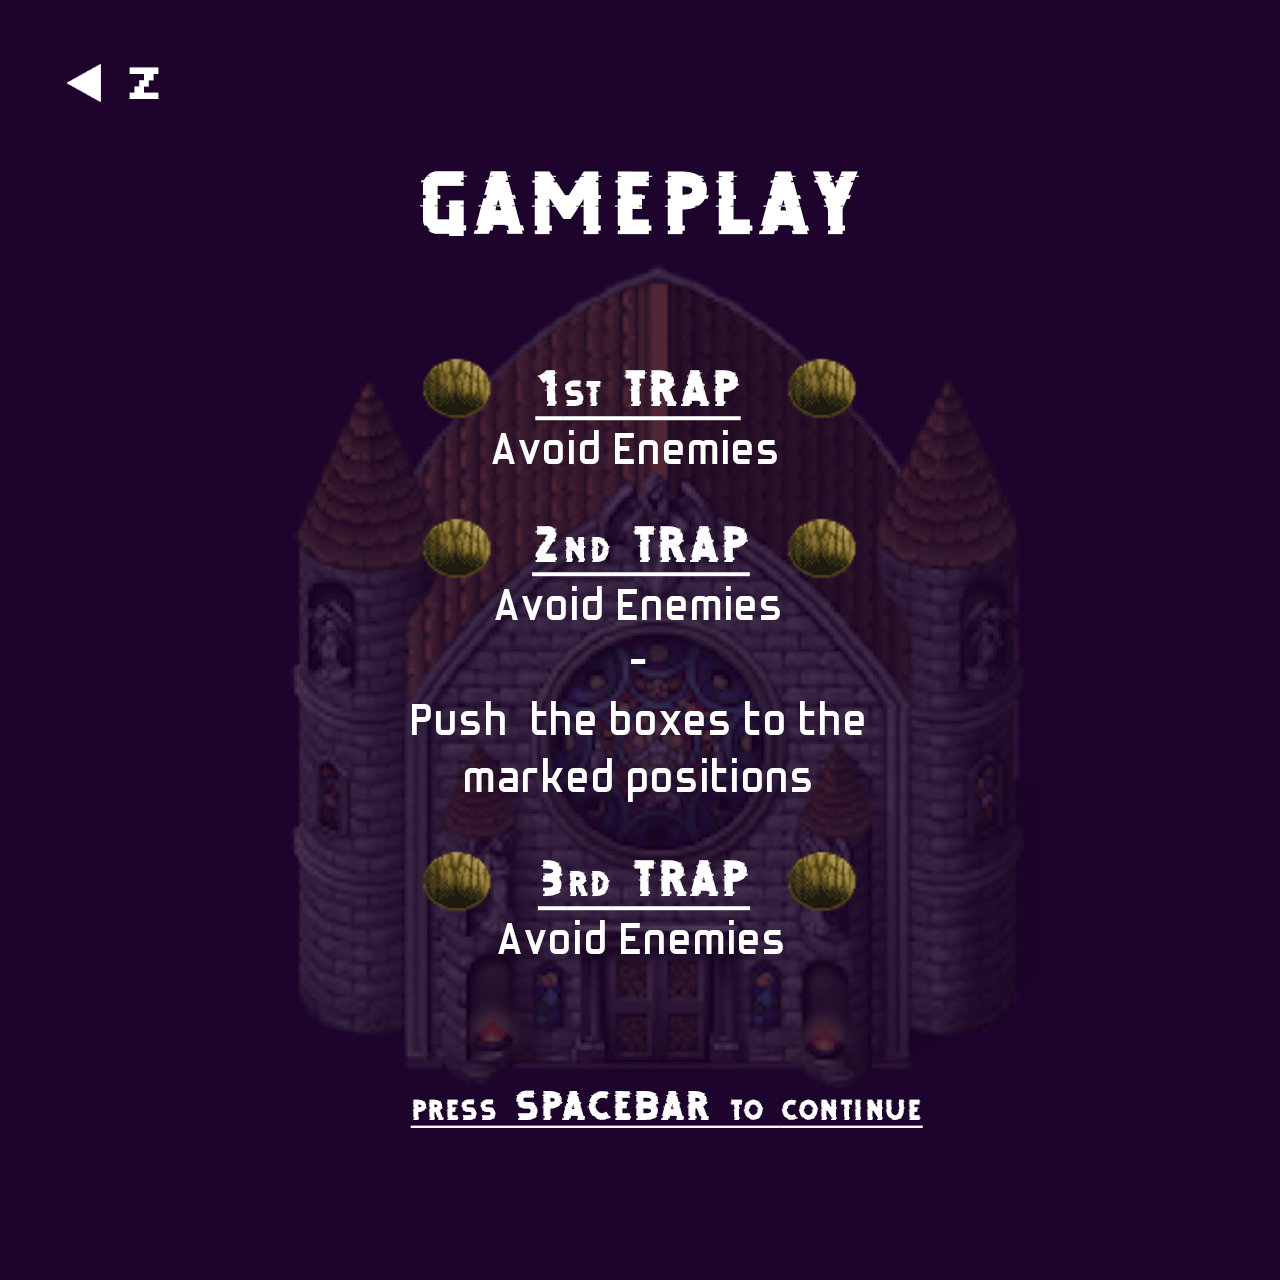 Z
GAMEPLAY
1ST TRAP
Avoid Enemies
2ND TRAP
Avoid Enemies
-
Push the boxes to the
marked positions
3RD TRAP
Avoid Enemies
PRESS SPACEBAR TO CONTINUE